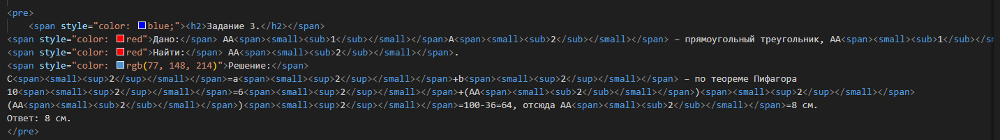 <pre>
<span style="color: blue;"><h2>Задание 3.</h2></span>
<span style="color: red">Дано:</span> AA<span><small><sub>1</sub></small></span>A<span><small><sub>2</sub></small></span> – прямоугольный треугольник, AA<span><small><sub>1</sub></sm
<span style="color: red">Найти:</span> AA<span><small><sub>2</sub></small></span>.
<span style="color: rgb(77, 148, 214)">Решение:</span>
C<span><small><sup>2</sup></small></span>=a<span><small><sup>2</sup></small></span>+b<span><small><sup>2</sup></small></span> – по теореме Пифагора
10<span><small><sup>2</sup></small></span>=6<span><small><sup>2</sup></small></span>+(AA<span><small><sub>2</sub></small></span>)<span><small><sup>2</sup></small></span>
(AA<span><small><sub>2</sub></small></span>)<span><small><sup>2</sup></small></span>=100-36=64, отсюда AA<span><small><sub>2</sub></small></span>=8 см.
Ответ: 8 см.
</pre>